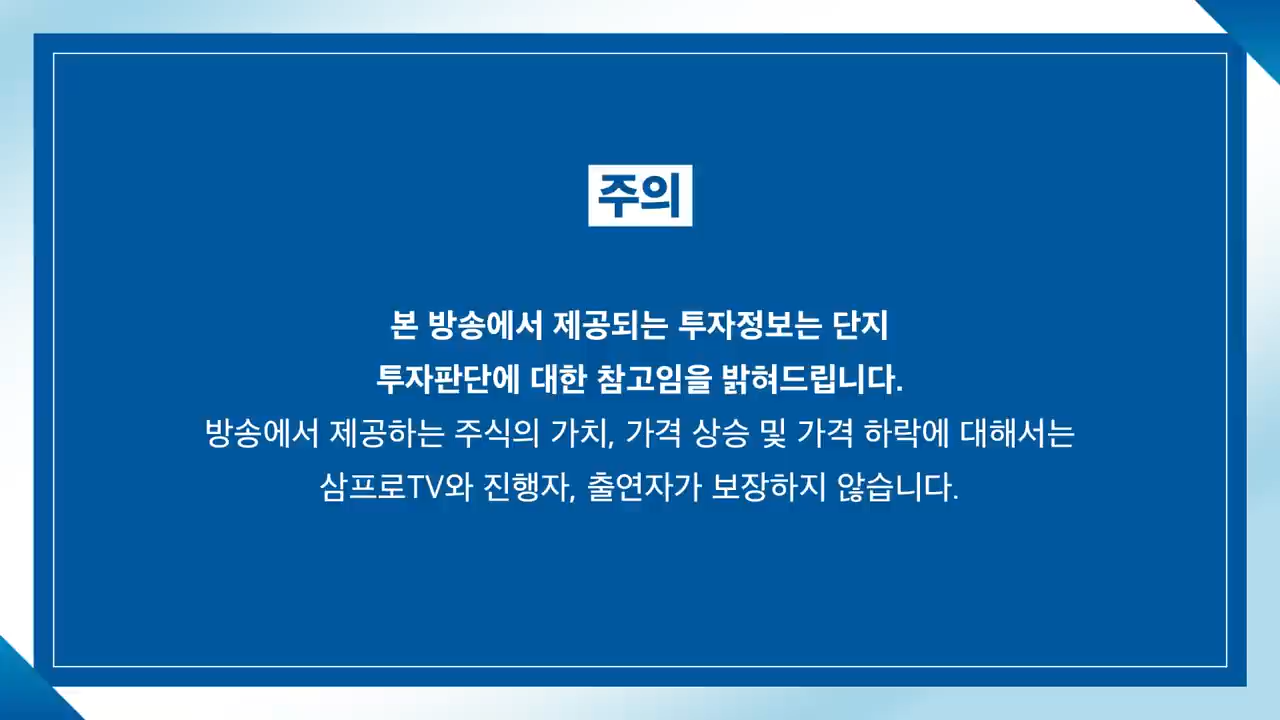 주의
본 방송에서 제공되는 투자정보는 단지
투자판단에 대한 참고임을 밝혀드립니다.
방송에서 제공하는 주식의 가치, 가격 상승 및 가격 하락에 대해서는
삼프로TV와 진행자, 출연자가 보장하지 않습니다.